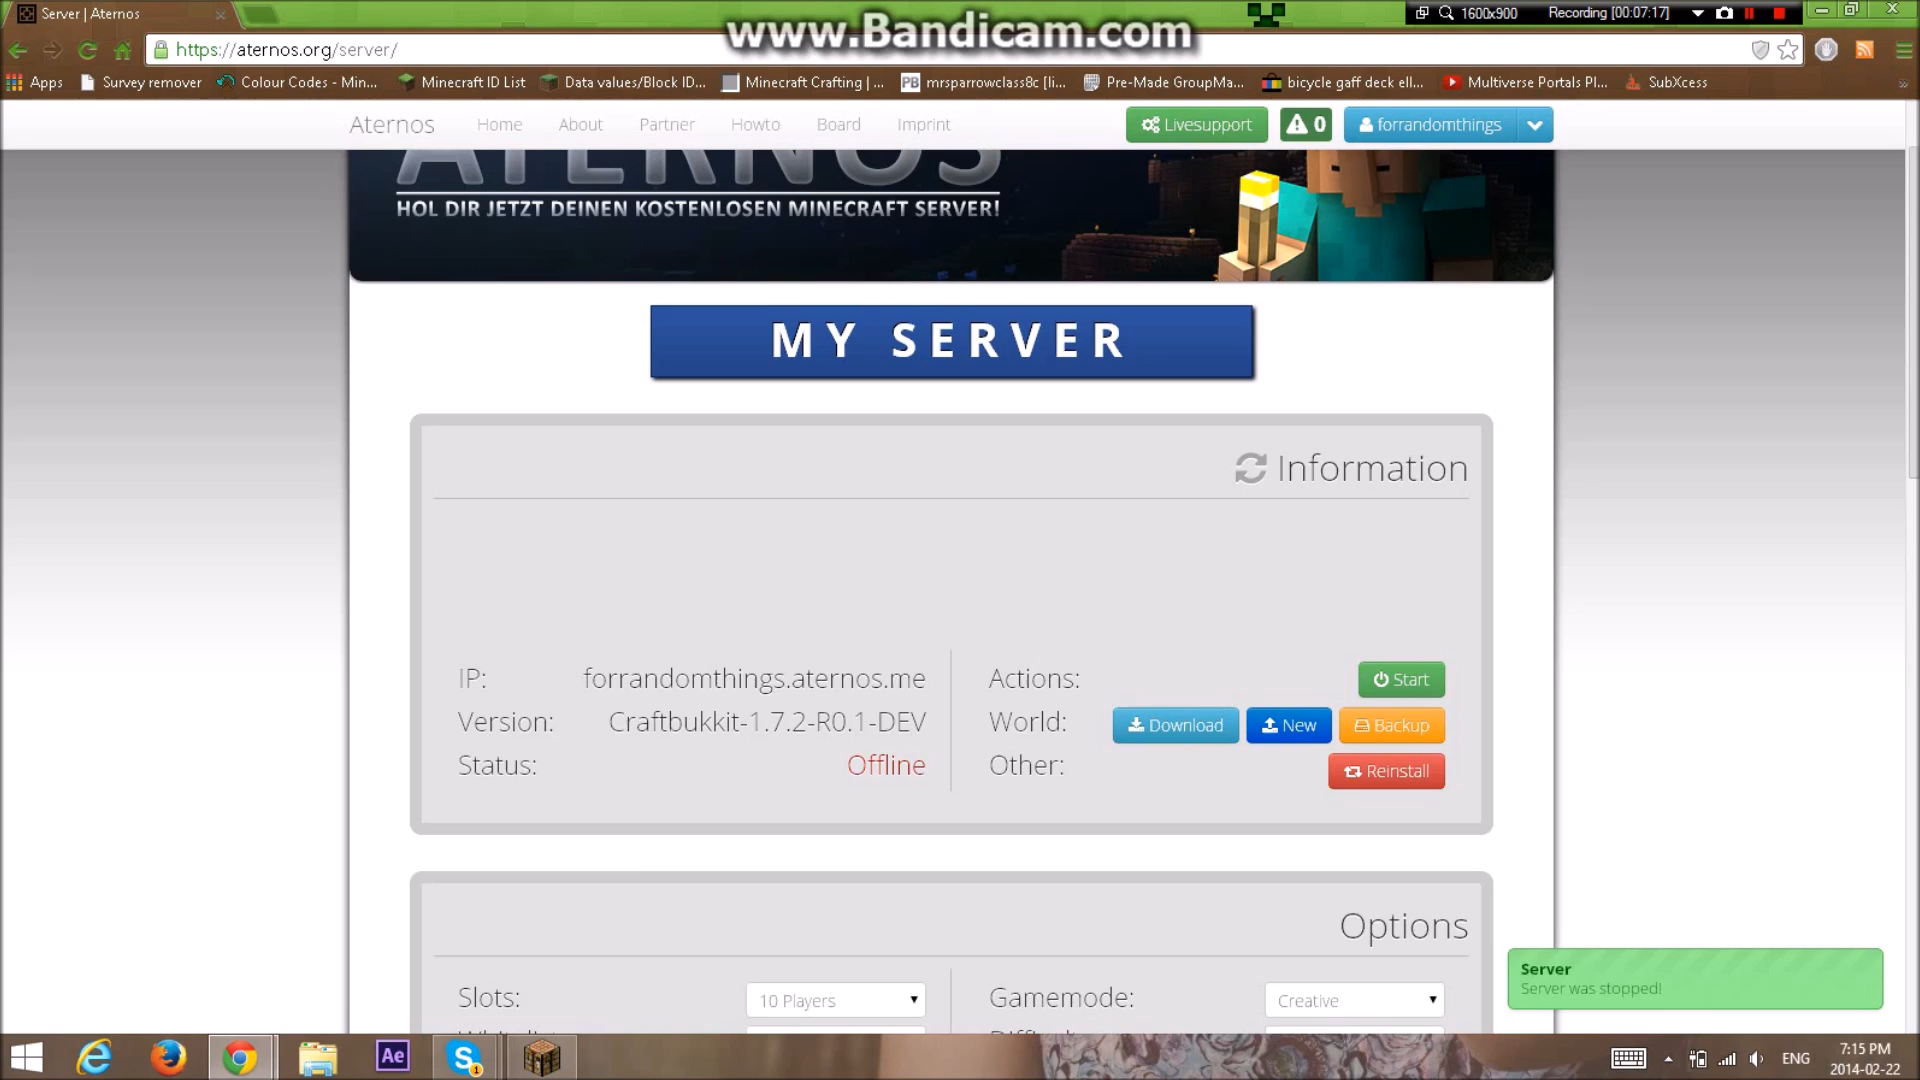 Server | Aternos
www.Bandicam.com
1600x900
Recording [00:07:17]
https://aternos.org/server/
Apps
Survey remover
Colour Codes - Min...
Minecraft ID List
Data values/Block ID...
Minecraft Crafting | ...
PB mrsparrowclass8c [li...
Pre-Made GroupMa...
bicycle gaff deck ell...
Multiverse Portals Pl...
SubXcess
»
Aternos
Home
About
Partner
Howto
Board
Imprint
Livesupport
0
forrandomthings
ATERNOS
HOL DIR JETZT DEINEN KOSTENLOSEN MINECRAFT SERVER!
MY SERVER
Information
IP: forrandomthings.aternos.me
Version: Craftbukkit-1.7.2-R0.1-DEV
Status: Offline
Actions: Start
World: Download New Backup
Other: Reinstall
Options
Slots: 10 Players
Gamemode: Creative
Server
Server was stopped!
Ae
S
1
ENG
7:15 PM
2014-02-22